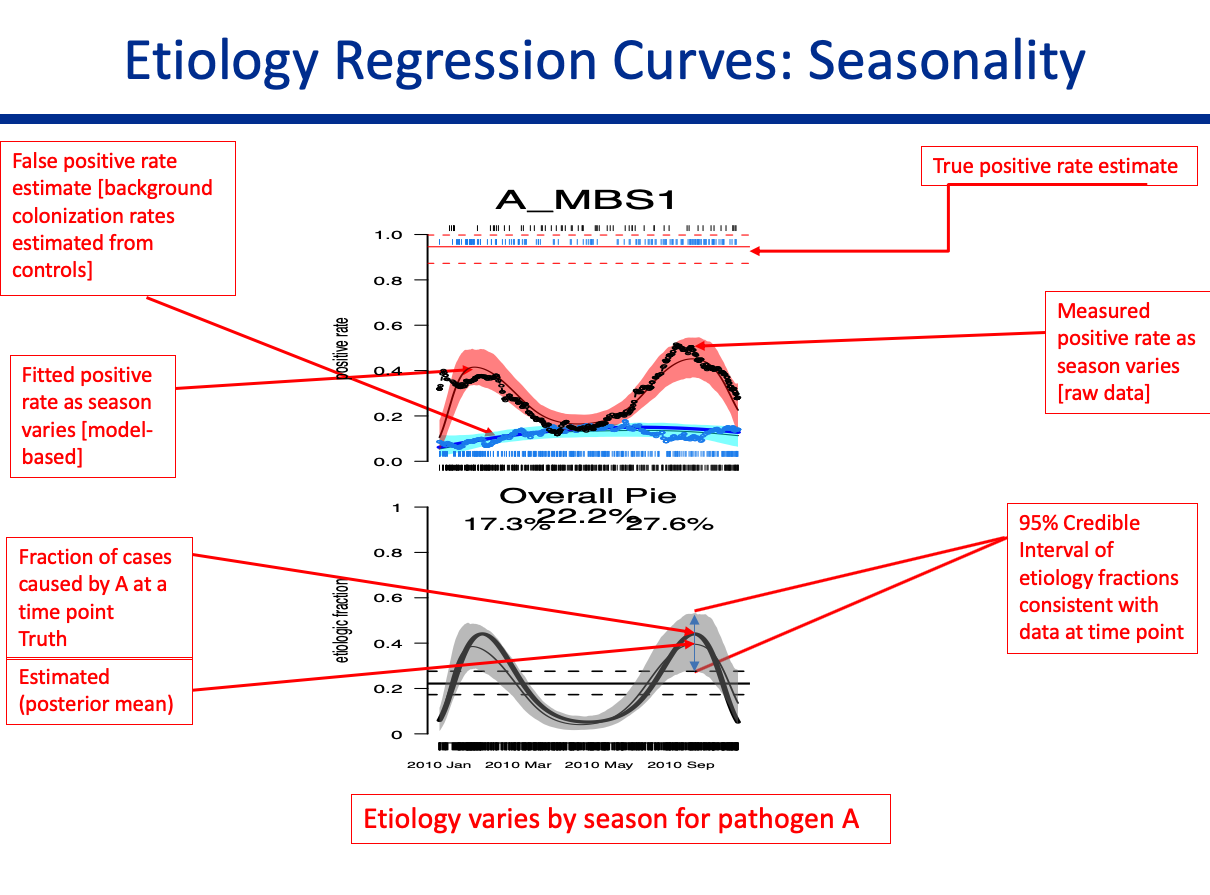 Etiology Regression Curves: Seasonality
False positive rate
estimate [background
colonization rates
estimated from
controls]
True positive rate estimate
A_MBS1
1.0
0.8
0.6
0.4
0.2
0.0
positive rate
Fitted positive
rate as season
varies [model-
based]
Measured
positive rate as
season varies
[raw data]
Overall Pie
17.3%
22.2%
27.6%
1
0.8
0.6
0.4
0.2
0
etiologic fraction
Fraction of cases
caused by A at a
time point
Truth
Estimated
(posterior mean)
95% Credible
Interval of
etiology fractions
consistent with
data at time point
2010 Jan 2010 Mar 2010 May 2010 Sep
Etiology varies by season for pathogen A